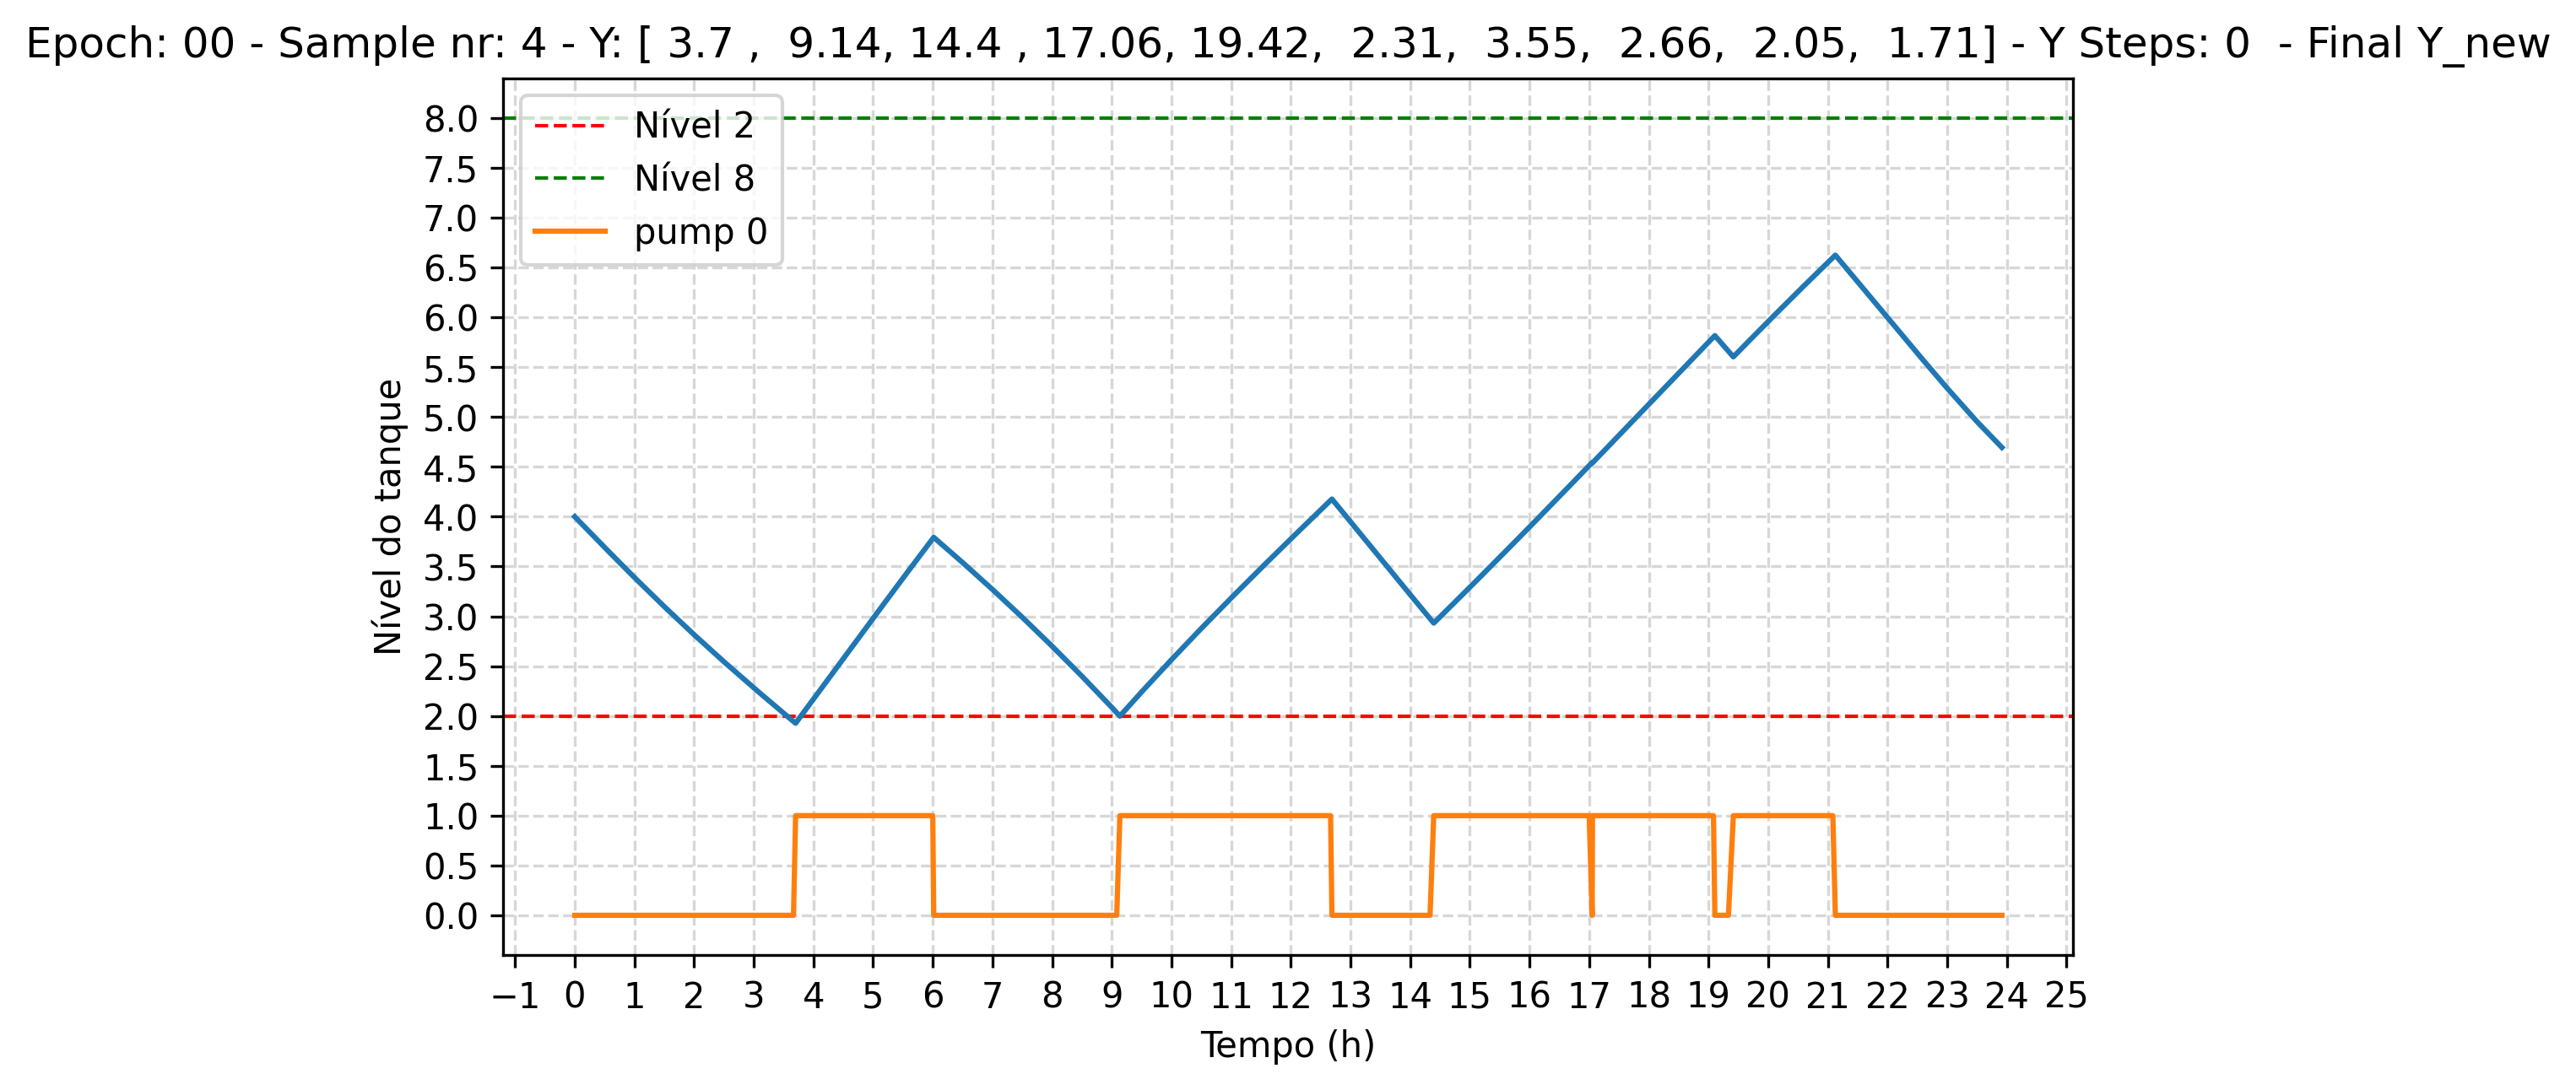 Epoch: 00 - Sample nr: 4 - Y: [ 3.7 ,  9.14, 14.4 , 17.06, 19.42,  2.31,  3.55,  2.66,  2.05,  1.71] - Y Steps: 0  - Final Y_new
Nível 2
Nível 8
pump 0
Nível do tanque
8.0
7.5
7.0
6.5
6.0
5.5
5.0
4.5
4.0
3.5
3.0
2.5
2.0
1.5
1.0
0.5
0.0
−1 0 1 2 3 4 5 6 7 8 9 10 11 12 13 14 15 16 17 18 19 20 21 22 23 24 25
Tempo (h)